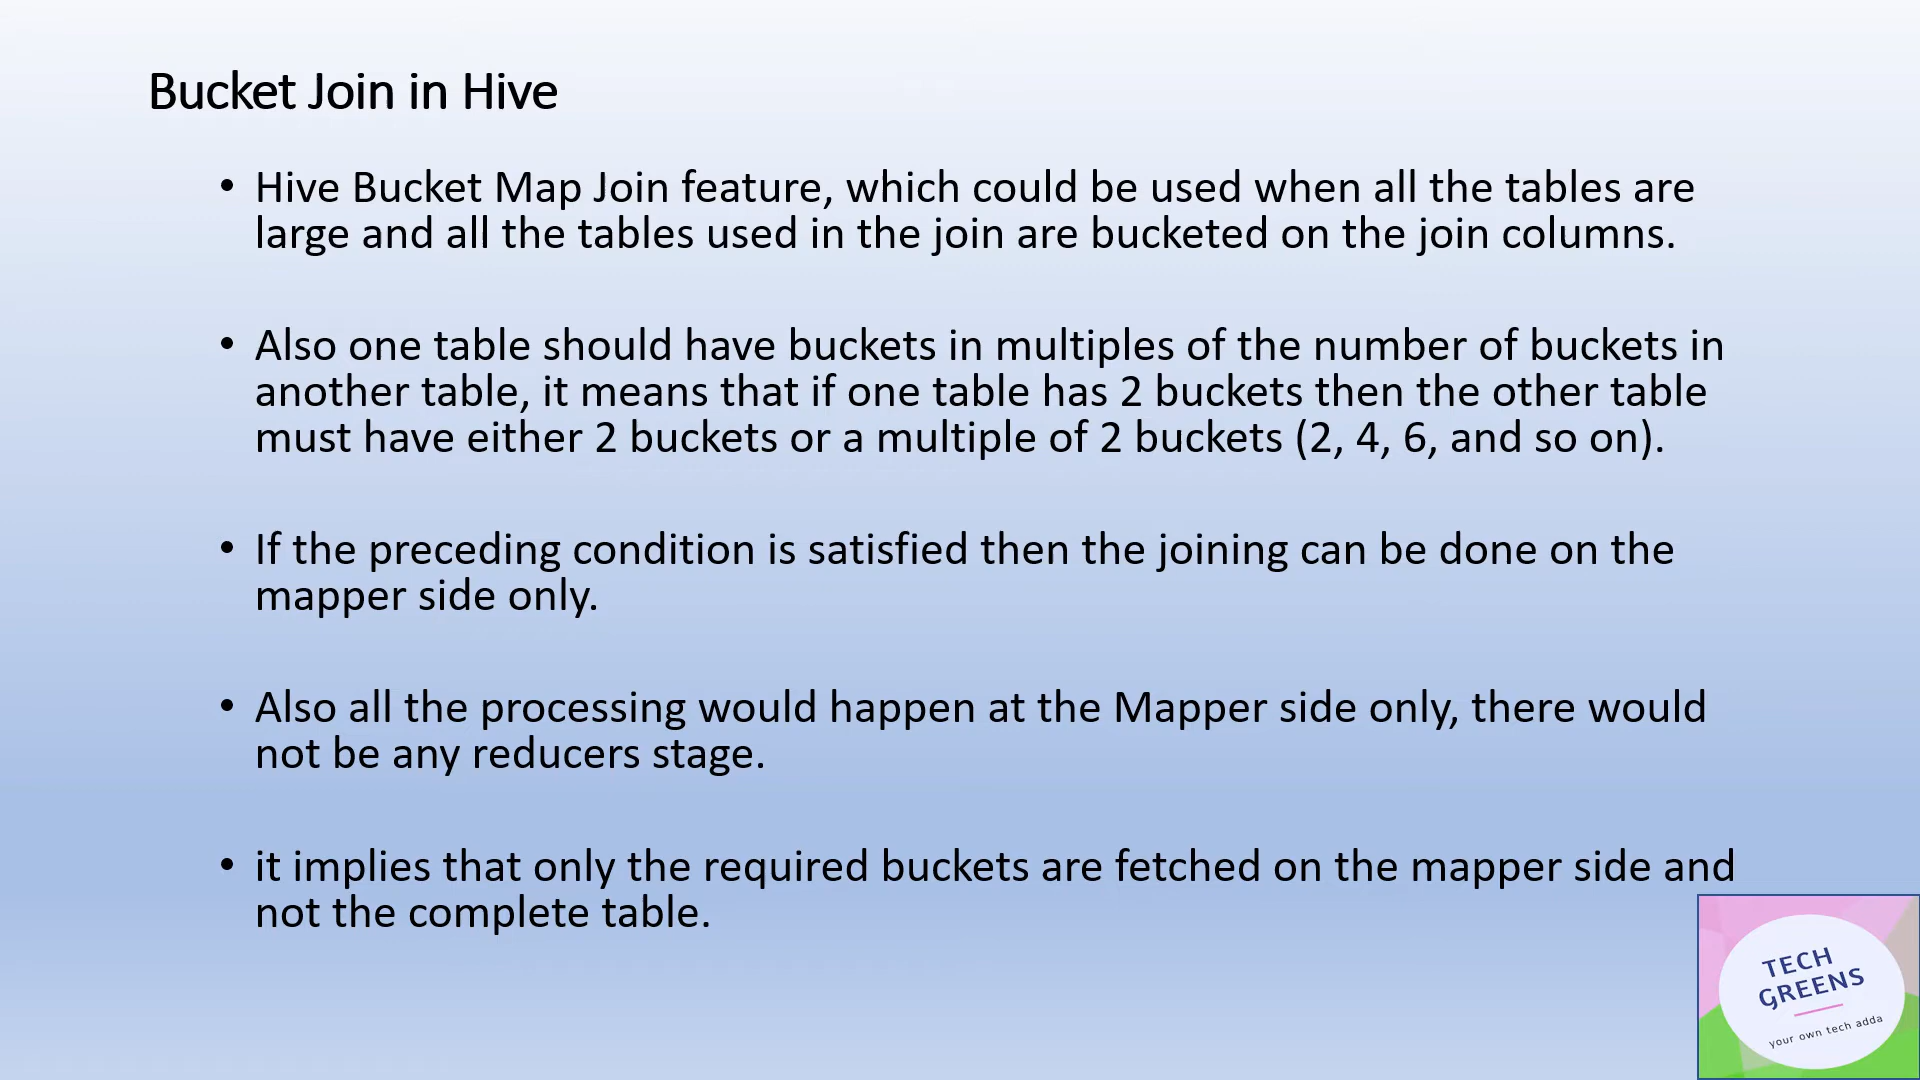 Bucket Join in Hive
• Hive Bucket Map Join feature, which could be used when all the tables are
large and all the tables used in the join are bucketed on the join columns.
• Also one table should have buckets in multiples of the number of buckets in
another table, it means that if one table has 2 buckets then the other table
must have either 2 buckets or a multiple of 2 buckets (2, 4, 6, and so on).
• If the preceding condition is satisfied then the joining can be done on the
mapper side only.
• Also all the processing would happen at the Mapper side only, there would
not be any reducers stage.
• it implies that only the required buckets are fetched on the mapper side and
not the complete table.
TECH
GREENS
your own tech adda